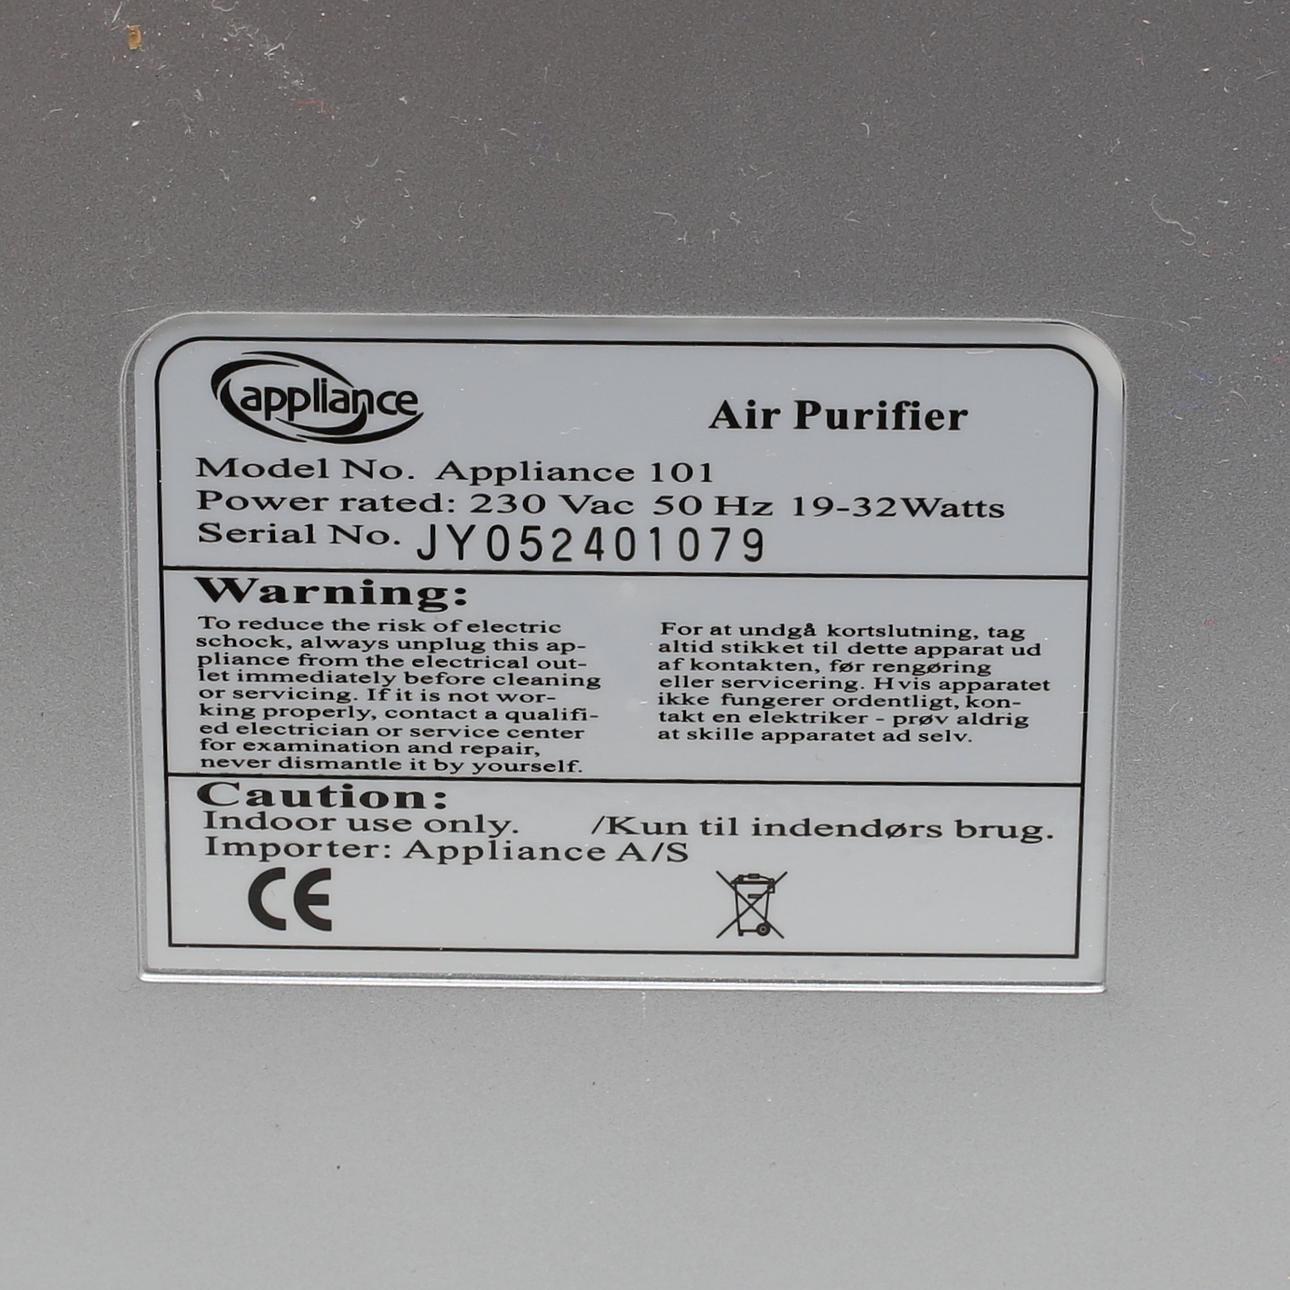 appliance
Air Purifier
Model No. Appliance 101
Power rated: 230 Vac 50 Hz 19-32Watts
Serial No. JY052401079
Warning:
To reduce the risk of electric
schock, always unplug this ap-
pliance from the electrical out-
let immediately before cleaning
or servicing. If it is not wor-
king properly, contact a qualifi-
ed electrician or service center
for examination and repair,
never dismantle it by yourself.
For at undgå kortslutning, tag
altid stikket til dette apparat ud
af kontakten, før rengøring
eller servicering. Hvis apparatet
ikke fungerer ordentligt, kon-
takt en elektriker - prøv aldrig
at skille apparatet ad selv.
Caution:
Indoor use only. /Kun til indendørs brug.
Importer: Appliance A/S
CE